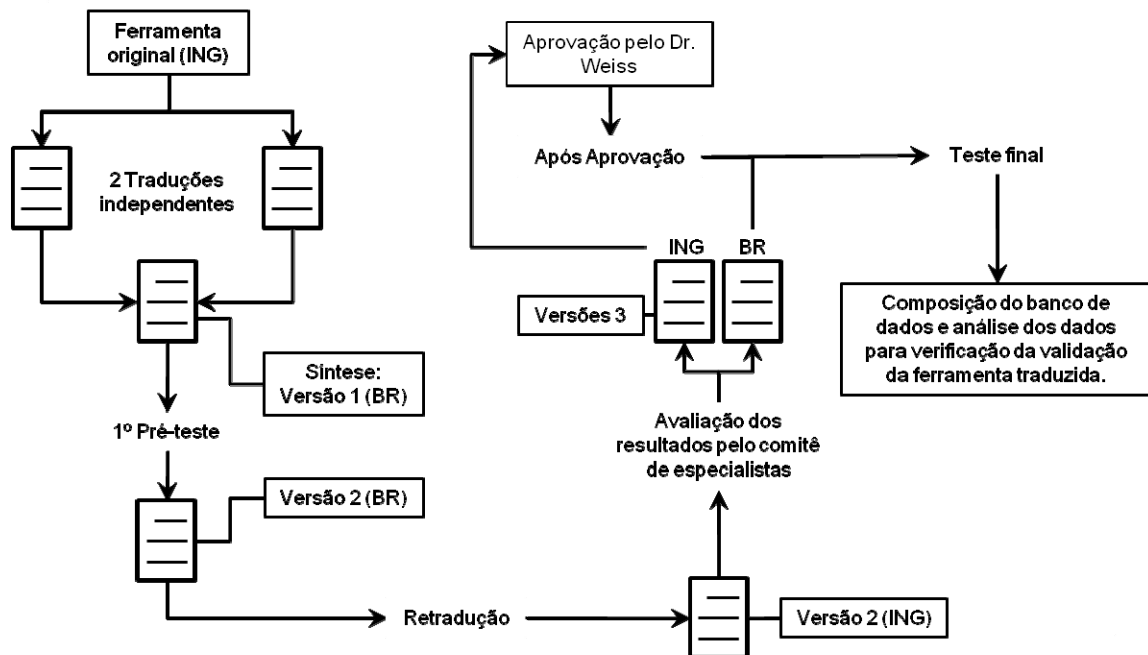 Ferramenta
original (ING)
2 Traduções
independentes
Síntese:
Versão 1 (BR)
1º Pré-teste
Versão 2 (BR)
Retradução
Versão 2 (ING)
Avaliação dos
resultados pelo comitê
de especialistas
Versões 3
ING
BR
Aprovação pelo Dr.
Weiss
Após Aprovação
Teste final
Composição do banco de
dados e análise dos dados
para verificação da validação
da ferramenta traduzida.